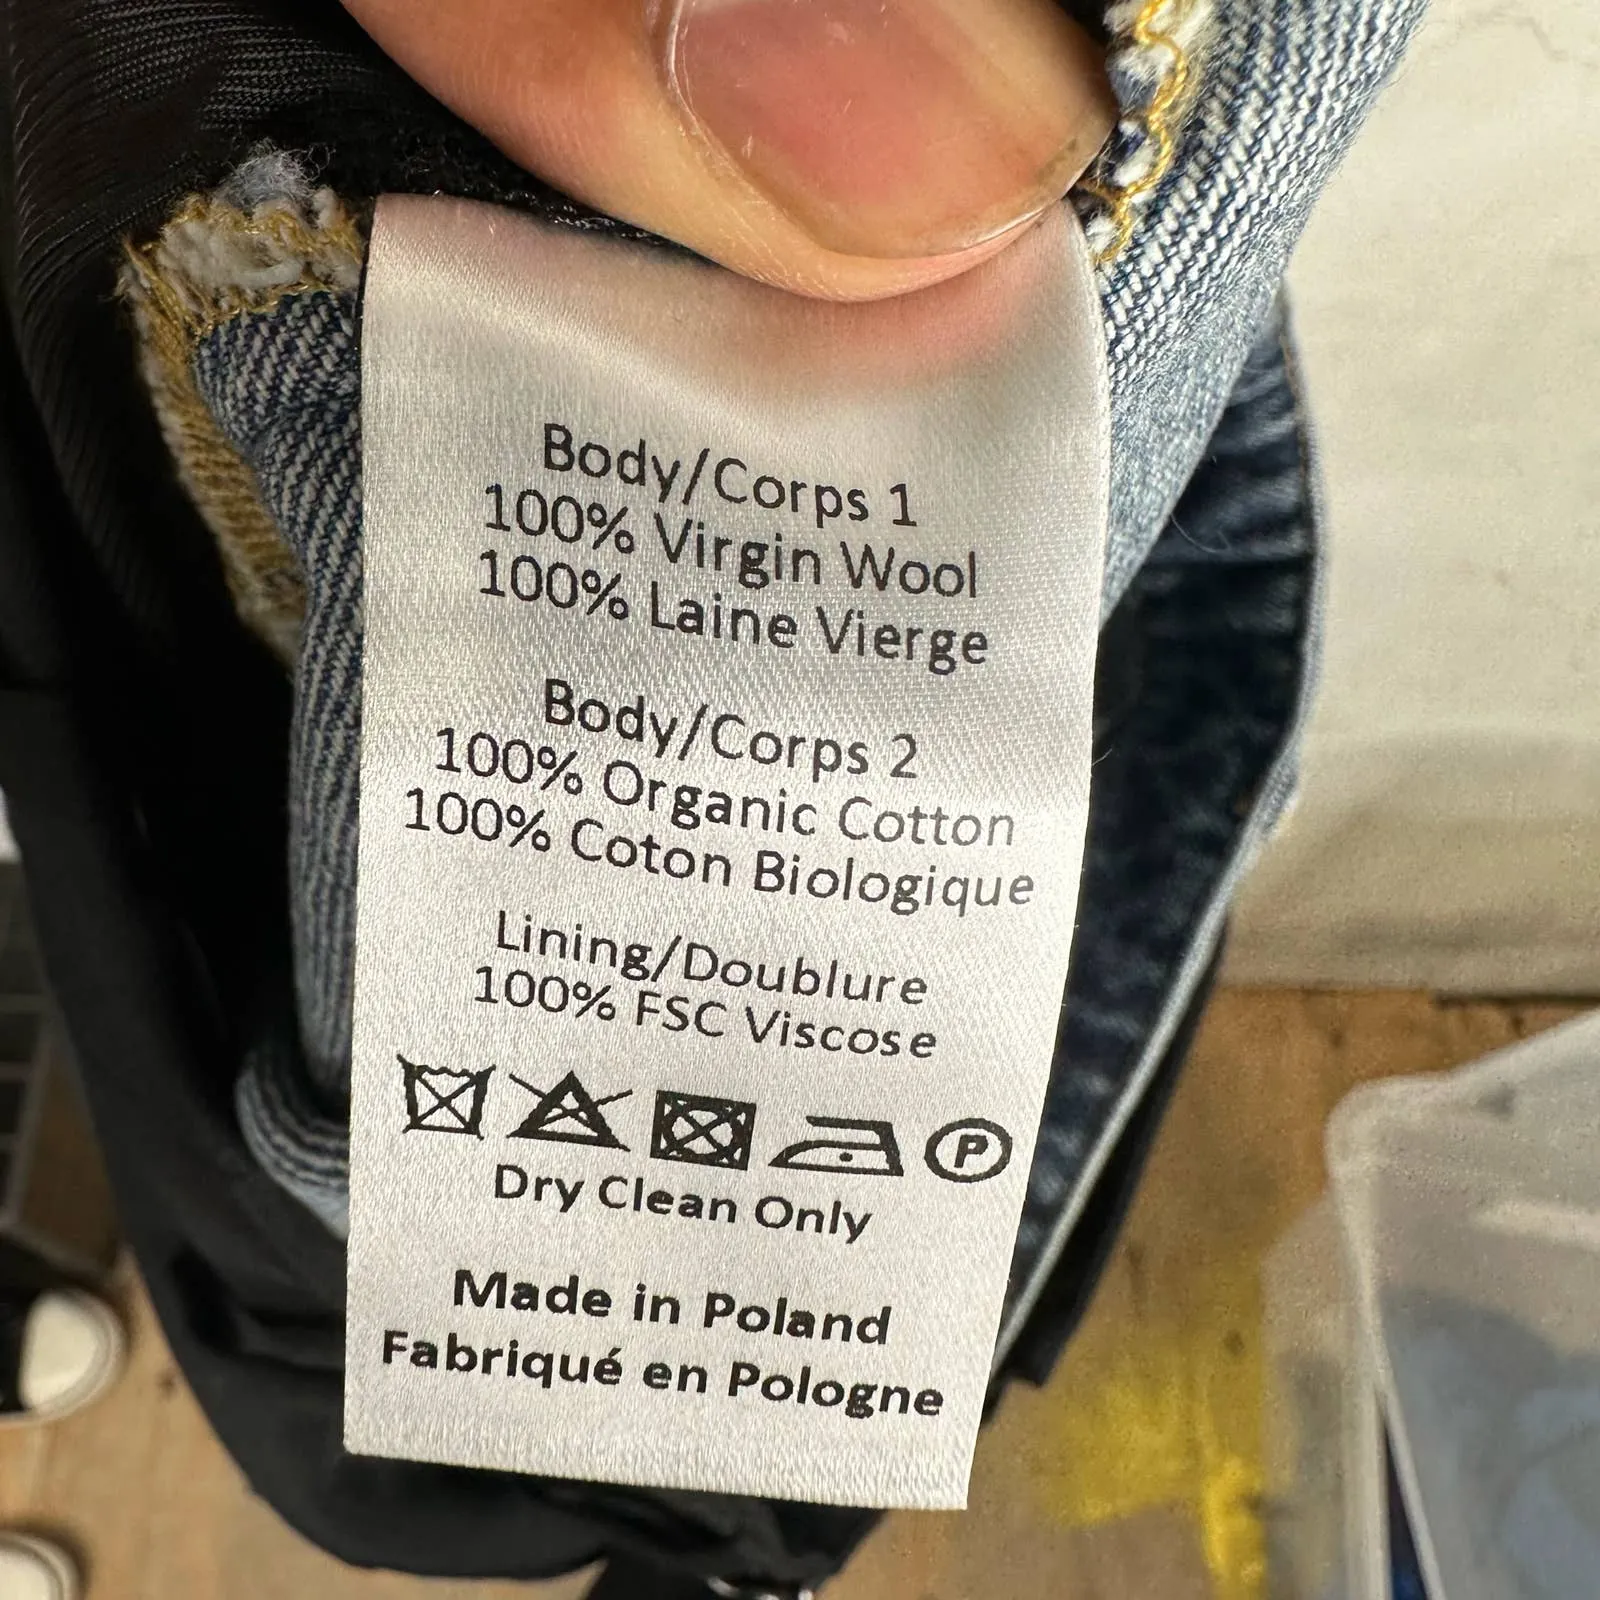 Body/Corps 1
100% Virgin Wool
100% Laine Vierge
Body/Corps 2
100% Organic Cotton
100% Coton Biologique
Lining/Doublure
100% FSC Viscose
P
Dry Clean Only
Made in Poland
Fabriqué en Pologne